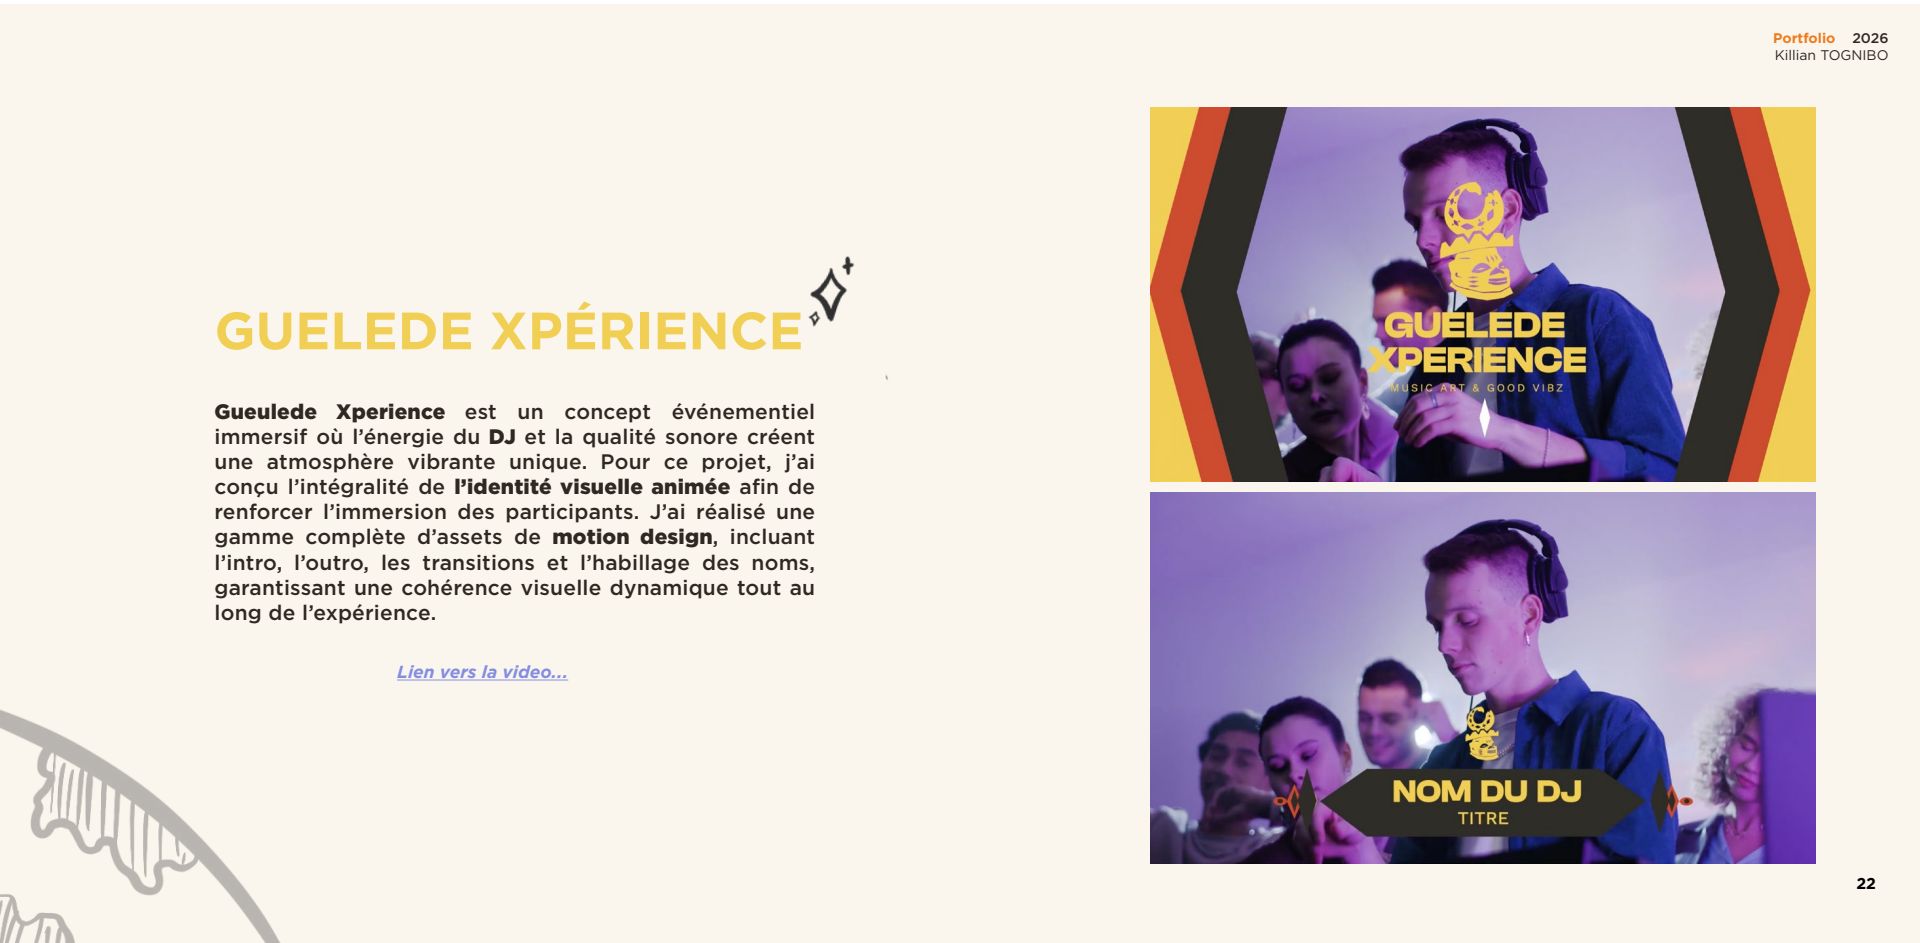 Portfolio 2026
Killian TOGNIBO
GUELEDE XPÉRIENCE
Gueulede Xperience est un concept événementiel
immersif où l’énergie du DJ et la qualité sonore créent
une atmosphère vibrante unique. Pour ce projet, j’ai
conçu l’intégralité de l’identité visuelle animée afin de
renforcer l’immersion des participants. J’ai réalisé une
gamme complète d’assets de motion design, incluant
l’intro, l’outro, les transitions et l’habillage des noms,
garantissant une cohérence visuelle dynamique tout au
long de l’expérience.
Lien vers la video...
GUELEDE
XPERIENCE
MUSIC ART & GOOD VIBZ
NOM DU DJ
TITRE
22